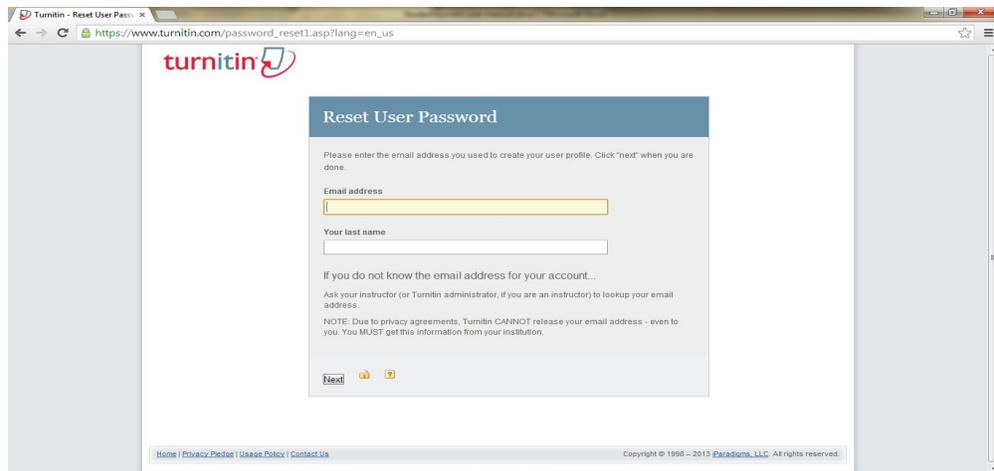 Turnitin - Reset User Passw
https://www.turnitin.com/password_reset1.asp?lang=en_us
turnitin
Reset User Password
Please enter the email address you used to create your user profile. Click "next" when you are
done.
Email address
Your last name
If you do not know the email address for your account...
Ask your instructor (or Turnitin administrator, if you are an instructor) to lookup your email
address.
NOTE: Due to privacy agreements, Turnitin CANNOT release your email address - even to
you. You MUST get this information from your institution.
Next
Home | Privacy Pledge | Usage Policy | Contact Us
Copyright © 1998 – 2013 iParadigms, LLC. All rights reserved.